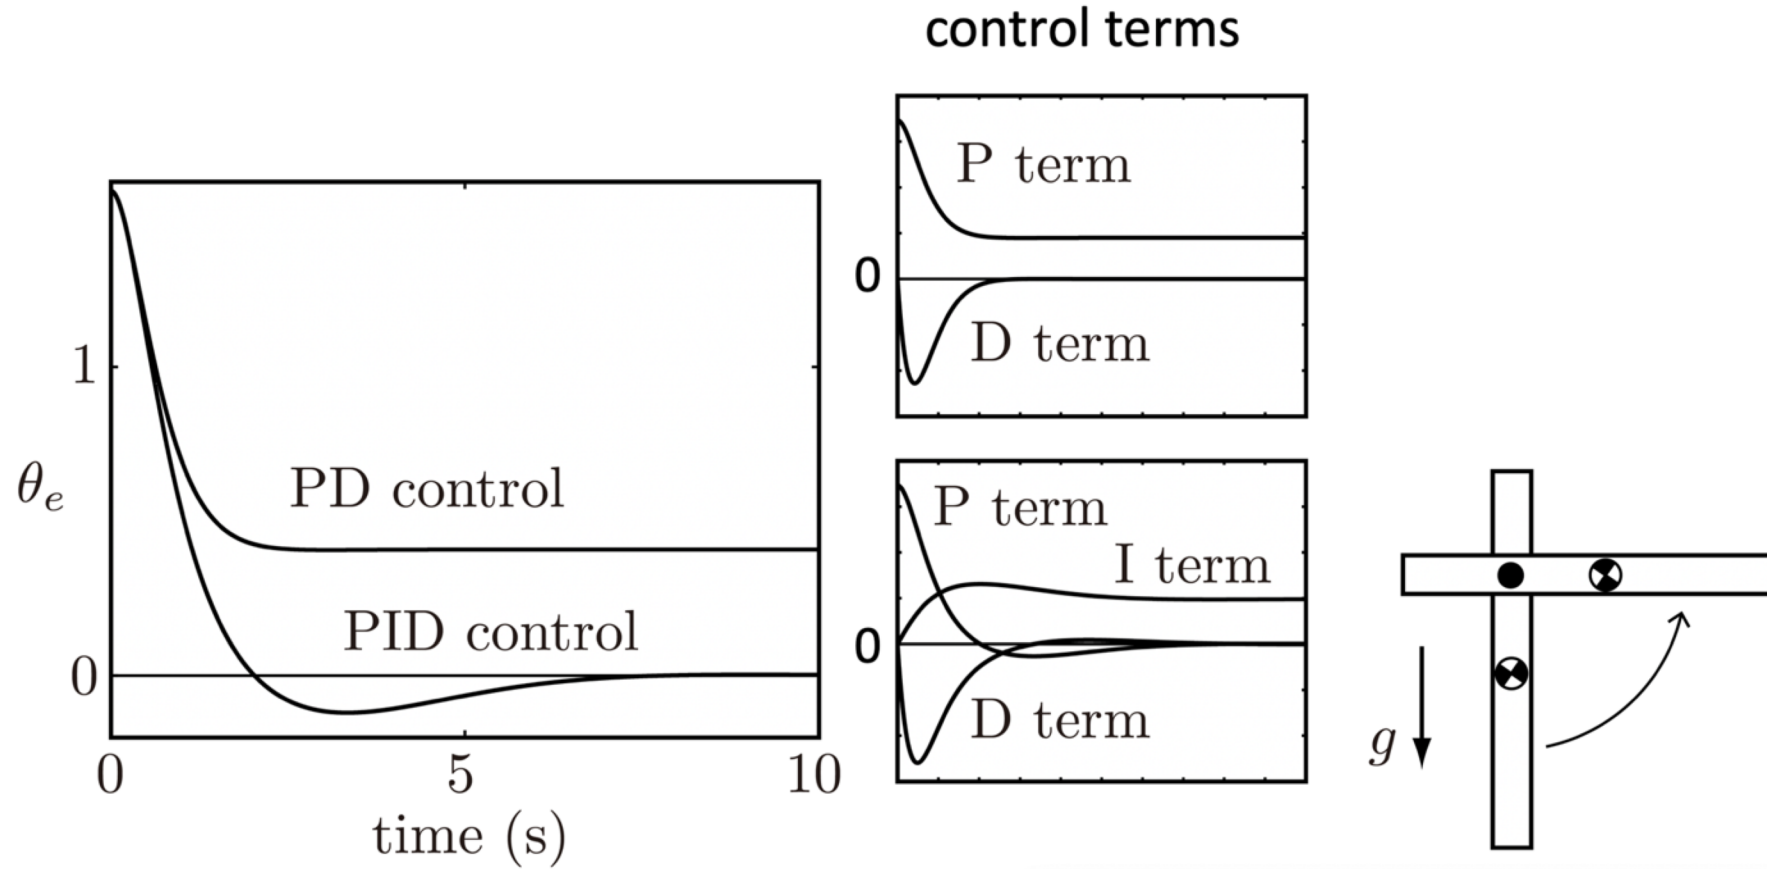 control terms
P term
0
D term
1
θₑ
PD control
PID control
0
0
5
10
time (s)
P term
I term
0
D term
g